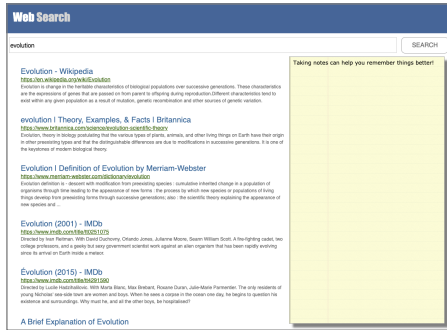 Web Search
evolution
SEARCH
Evolution - Wikipedia
https://en.wikipedia.org/wiki/Evolution
Evolution is change in the heritable characteristics of biological populations over successive generations. These characteristics
are the expressions of genes that are passed on from parent to offspring during reproduction.Different characteristics tend to
exist within any given population as a result of mutation, genetic recombination and other sources of genetic variation.
evolution | Theory, Examples, & Facts | Britannica
https://www.britannica.com/science/evolution-scientific-theory
Evolution, theory in biology postulating that the various types of plants, animals, and other living things on Earth have their origin
in other preexisting types and that the distinguishable differences are due to modifications in successive generations. It is one of
the keystones of modern biological theory.
Evolution | Definition of Evolution by Merriam-Webster
https://www.merriam-webster.com/dictionary/evolution
Evolution definition is - descent with modification from preexisting species : cumulative inherited change in a population of
organisms through time leading to the appearance of new forms : the process by which new species or populations of living
things develop from preexisting forms through successive generations; also : the scientific theory explaining the appearance of
new species and ...
Evolution (2001) - IMDb
https://www.imdb.com/title/tt0251075
Directed by Ivan Reitman. With David Duchovny, Orlando Jones, Julianne Moore, Seann William Scott. A fire-fighting cadet, two
college professors, and a geeky but sexy government scientist work against an alien organism that has been rapidly evolving
since its arrival on Earth inside a meteor.
Évolution (2015) - IMDb
https://www.imdb.com/title/tt4291590
Directed by Lucile Hadzihalilovic. With Max Brebant, Roxane Duran, Julie-Marie Parmentier. The only residents of
young Nicholas' sea-side town are women and boys. When he sees a corpse in the ocean one day, he begins to question his
existence and surroundings. Why must he, and all the other boys, be hospitalised?
A Brief Explanation of Evolution
Taking notes can help you remember things better!